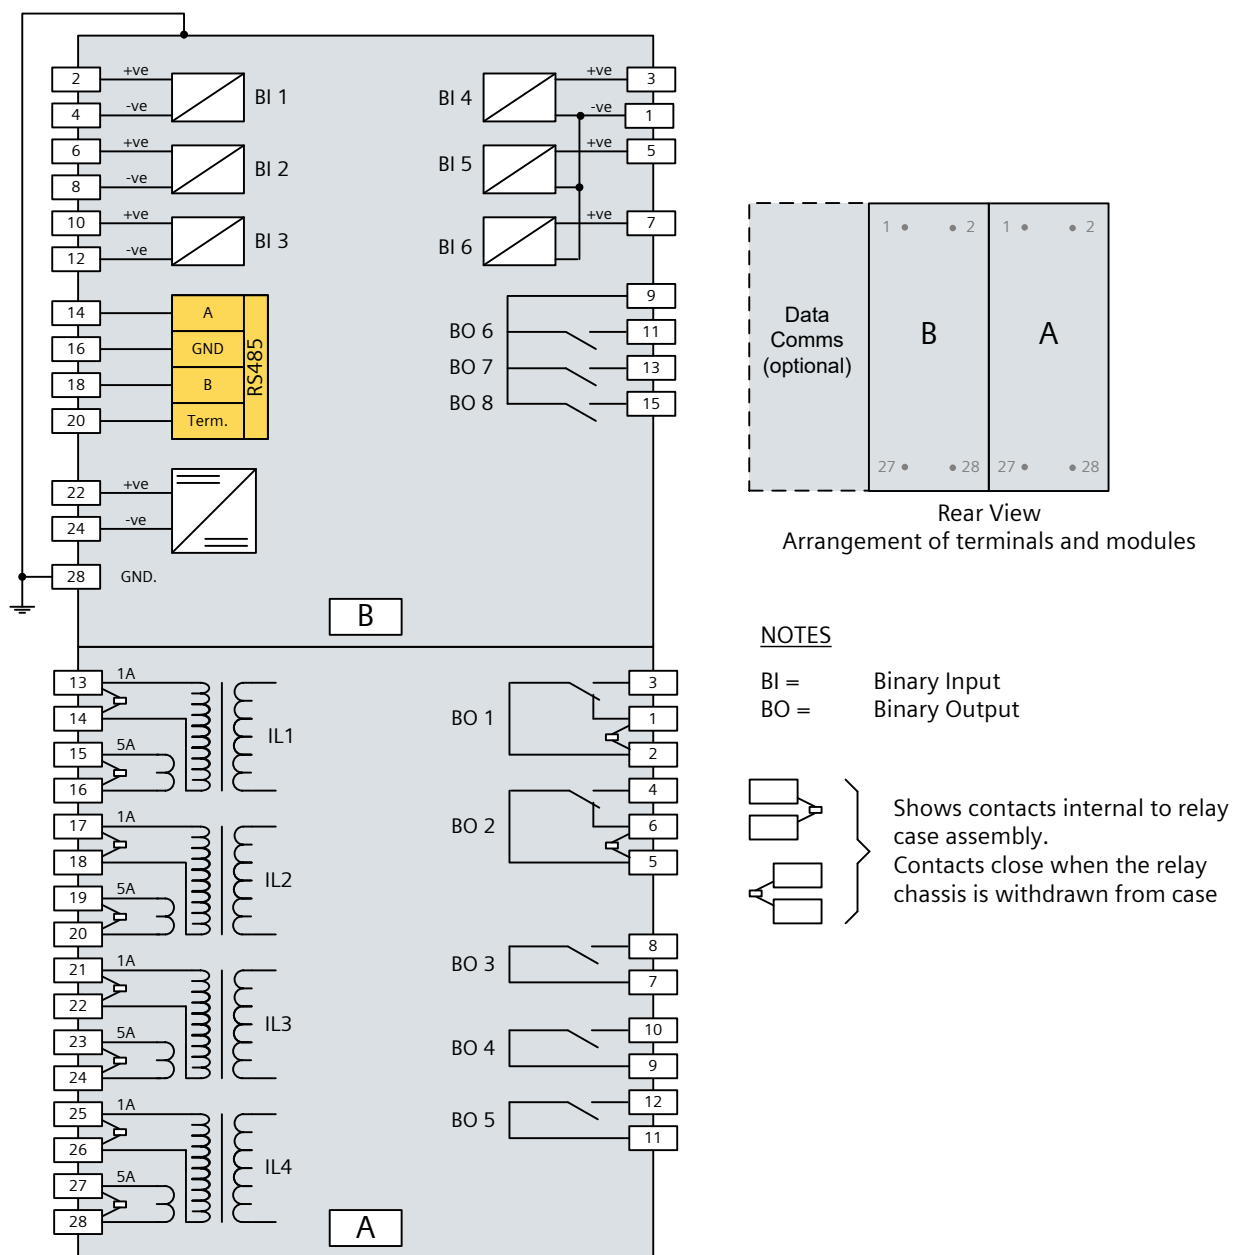 2 +ve
4 -ve
BI 1
6 +ve
8 -ve
BI 2
10 +ve
12 -ve
BI 3
BI 4
+ve 3
-ve 1
BI 5
+ve 5
BI 6
+ve 7
14 A
16 GND
18 B
20 Term.
RS485
9
BO 6 11
BO 7 13
BO 8 15
22 +ve
24 -ve
28 GND.
B
13 1A
14
15 5A
16
IL1
17 1A
18
19 5A
20
IL2
21 1A
22
23 5A
24
IL3
25 1A
26
27 5A
28
IL4
BO 1
3
1
2
BO 2
4
6
5
BO 3
8
7
BO 4
10
9
BO 5
12
11
A
Data
Comms
(optional)
1 2
B
27 28
1 2
A
27 28
Rear View
Arrangement of terminals and modules
NOTES
BI = Binary Input
BO = Binary Output
Shows contacts internal to relay
case assembly.
Contacts close when the relay
chassis is withdrawn from case